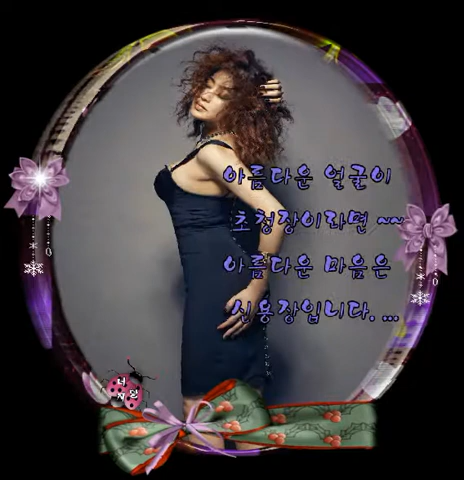 아름다운 얼굴이
초청장이라면 ~~
아름다운 마음은
신용장입니다. ...